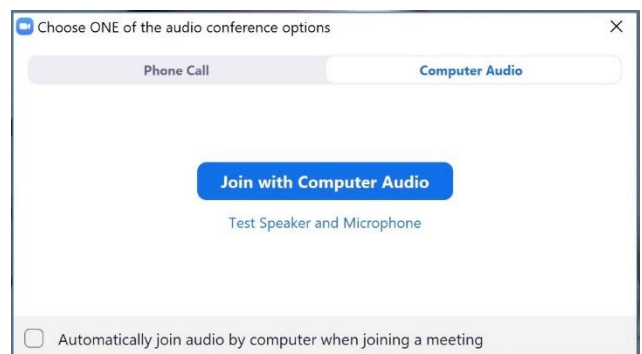 Choose ONE of the audio conference options
Phone Call
Computer Audio
Join with Computer Audio
Test Speaker and Microphone
Automatically join audio by computer when joining a meeting